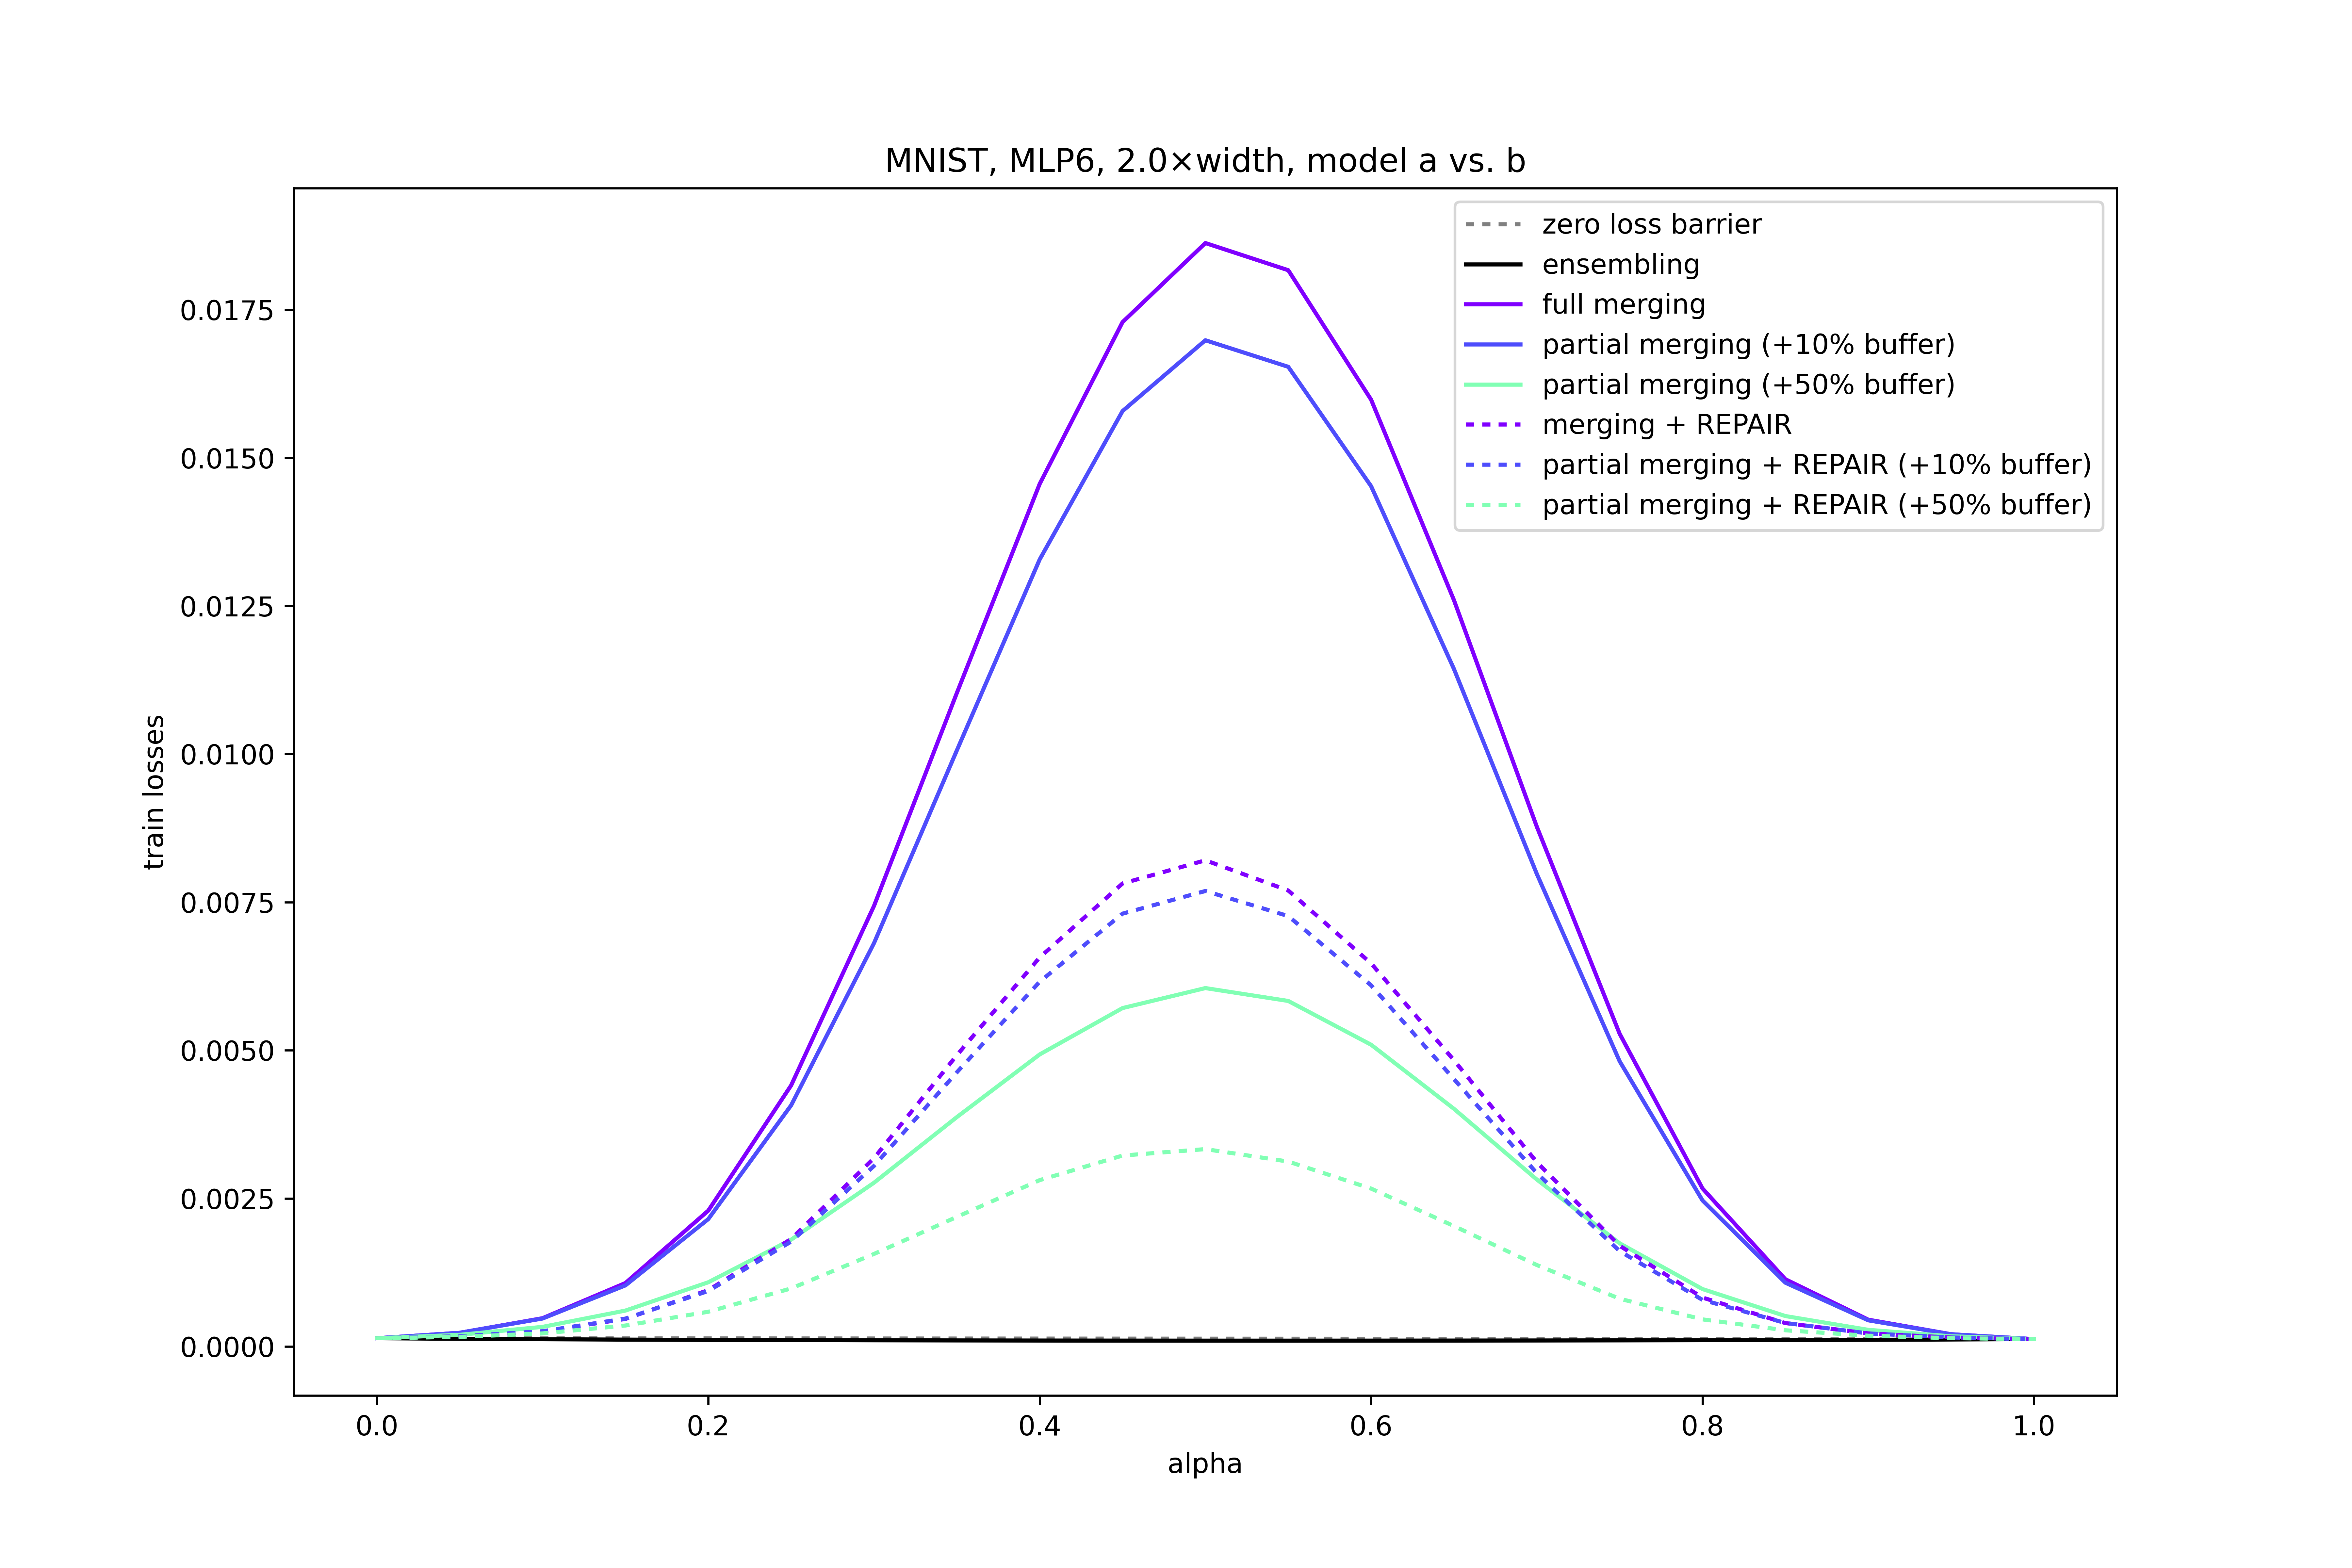 MNIST, MLP6, 2.0×width, model a vs. b
zero loss barrier
ensembling
full merging
partial merging (+10% buffer)
partial merging (+50% buffer)
merging + REPAIR
partial merging + REPAIR (+10% buffer)
partial merging + REPAIR (+50% buffer)
train losses
0.0175
0.0150
0.0125
0.0100
0.0075
0.0050
0.0025
0.0000
0.0 0.2 0.4 0.6 0.8 1.0
alpha